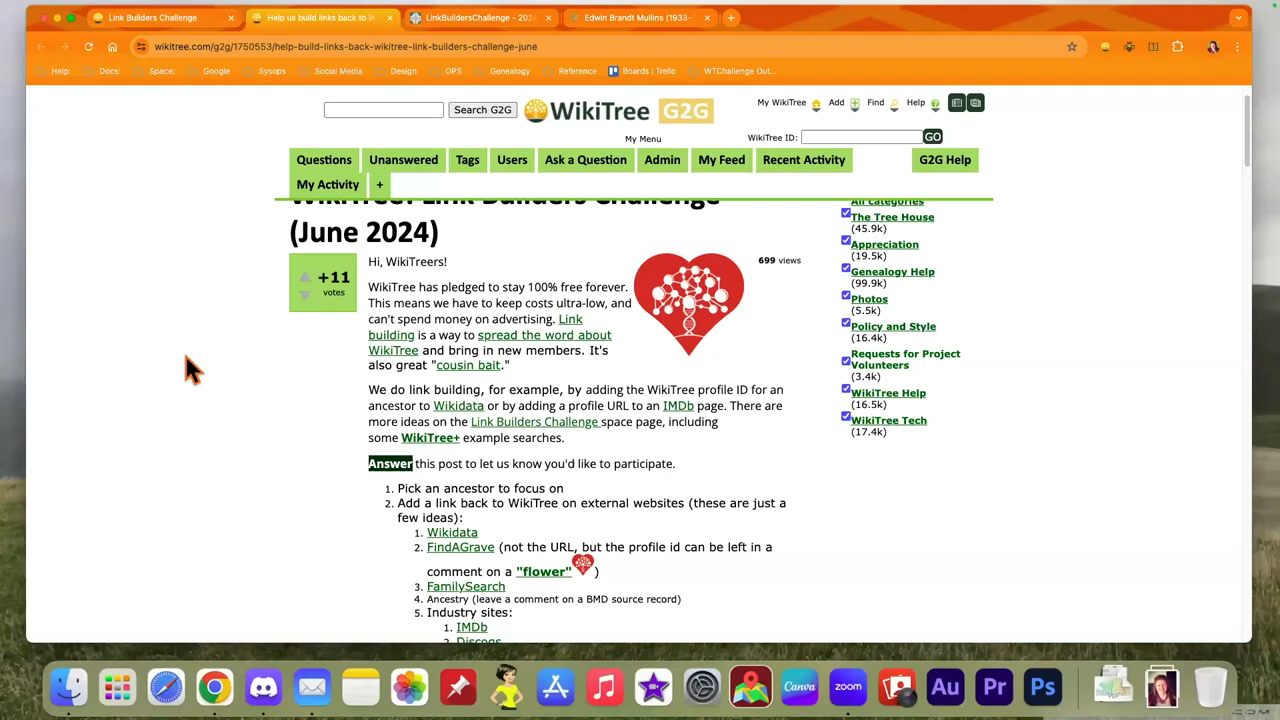 Link Builders Challenge
Help us build links back to W
LinkBuildersChallenge - 202
Edwin Brandt Mullins (1933-
wikitree.com/g2g/1750553/help-build-links-back-wikitree-link-builders-challenge-june
Help:
Docs:
Space:
Google
Sysops
Social Media
Design
OPS
Genealogy
Reference
Boards | Trello
WTChallenge Out...
Search G2G
WikiTree G2G
My WikiTree
Add
Find
Help
My Menu
WikiTree ID:
GO
Questions
Unanswered
Tags
Users
Ask a Question
Admin
My Feed
Recent Activity
G2G Help
My Activity
+
WikiTree: Link Builders Challenge
(June 2024)
+11
votes
Hi, WikiTreers!
699 views
WikiTree has pledged to stay 100% free forever.
This means we have to keep costs ultra-low, and
can't spend money on advertising. Link
building is a way to spread the word about
WikiTree and bring in new members. It's
also great "cousin bait."
We do link building, for example, by adding the WikiTree profile ID for an
ancestor to Wikidata or by adding a profile URL to an IMDb page. There are
more ideas on the Link Builders Challenge space page, including
some WikiTree+ example searches.
Answer this post to let us know you'd like to participate.
1. Pick an ancestor to focus on
2. Add a link back to WikiTree on external websites (these are just a
few ideas):
1. Wikidata
2. FindAGrave (not the URL, but the profile id can be left in a
comment on a "flower" )
3. FamilySearch
4. Ancestry (leave a comment on a BMD source record)
5. Industry sites:
1. IMDb
2. Discogs
All categories
The Tree House
(45.9k)
Appreciation
(19.5k)
Genealogy Help
(99.9k)
Photos
(5.5k)
Policy and Style
(16.4k)
Requests for Project
Volunteers
(3.4k)
WikiTree Help
(16.5k)
WikiTree Tech
(17.4k)
Canva
zoom
Au
Pr
Ps